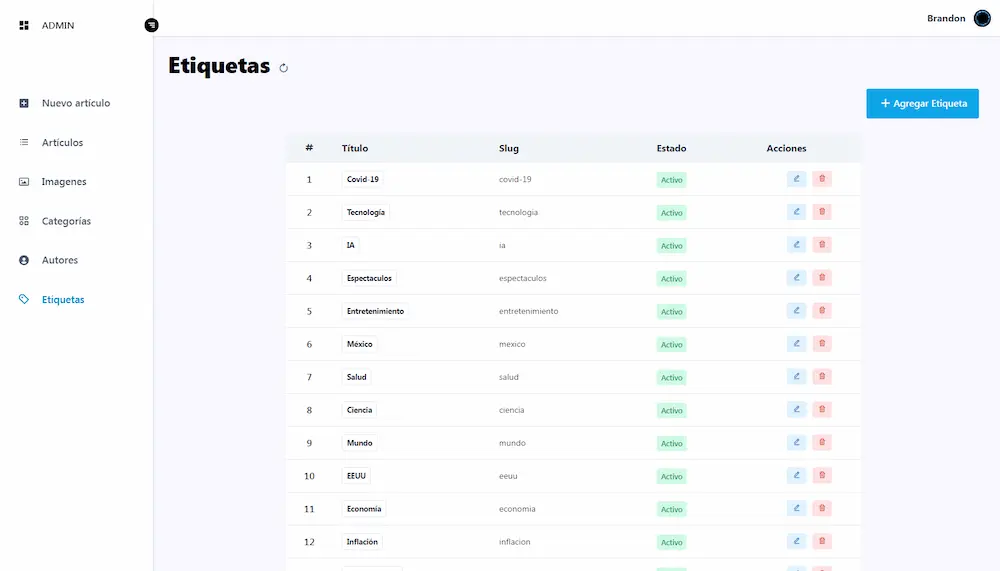 ADMIN
Brandon
Nuevo artículo
Artículos
Imagenes
Categorías
Autores
Etiquetas
Etiquetas
+ Agregar Etiqueta
# Título Slug Estado Acciones
1 Covid-19 covid-19 Activo
2 Tecnología tecnologia Activo
3 IA ia Activo
4 Espectaculos espectaculos Activo
5 Entretenimiento entretenimiento Activo
6 México mexico Activo
7 Salud salud Activo
8 Ciencia ciencia Activo
9 Mundo mundo Activo
10 EEUU eeuu Activo
11 Economía economia Activo
12 Inflación inflacion Activo